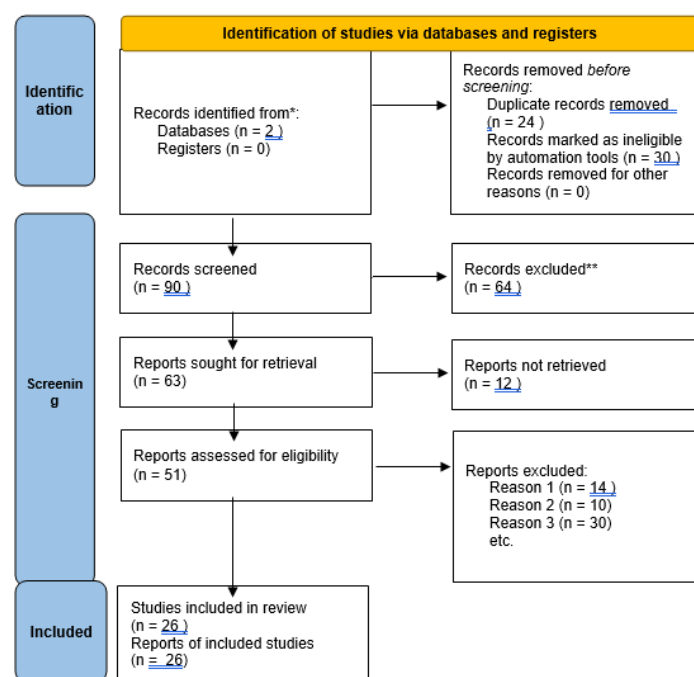 Identification of studies via databases and registers
Identific
ation
Records identified from*:
Databases (n = 2 )
Registers (n = 0)
Records removed before
screening:
Duplicate records removed
(n = 24 )
Records marked as ineligible
by automation tools (n = 30 )
Records removed for other
reasons (n = 0)
Screenin
g
Records screened
(n = 90 )
Records excluded**
(n = 64 )
Reports sought for retrieval
(n = 63)
Reports not retrieved
(n = 12 )
Reports assessed for eligibility
(n = 51)
Reports excluded:
Reason 1 (n = 14 )
Reason 2 (n = 10)
Reason 3 (n = 30)
etc.
Included
Studies included in review
(n = 26 )
Reports of included studies
(n = 26)